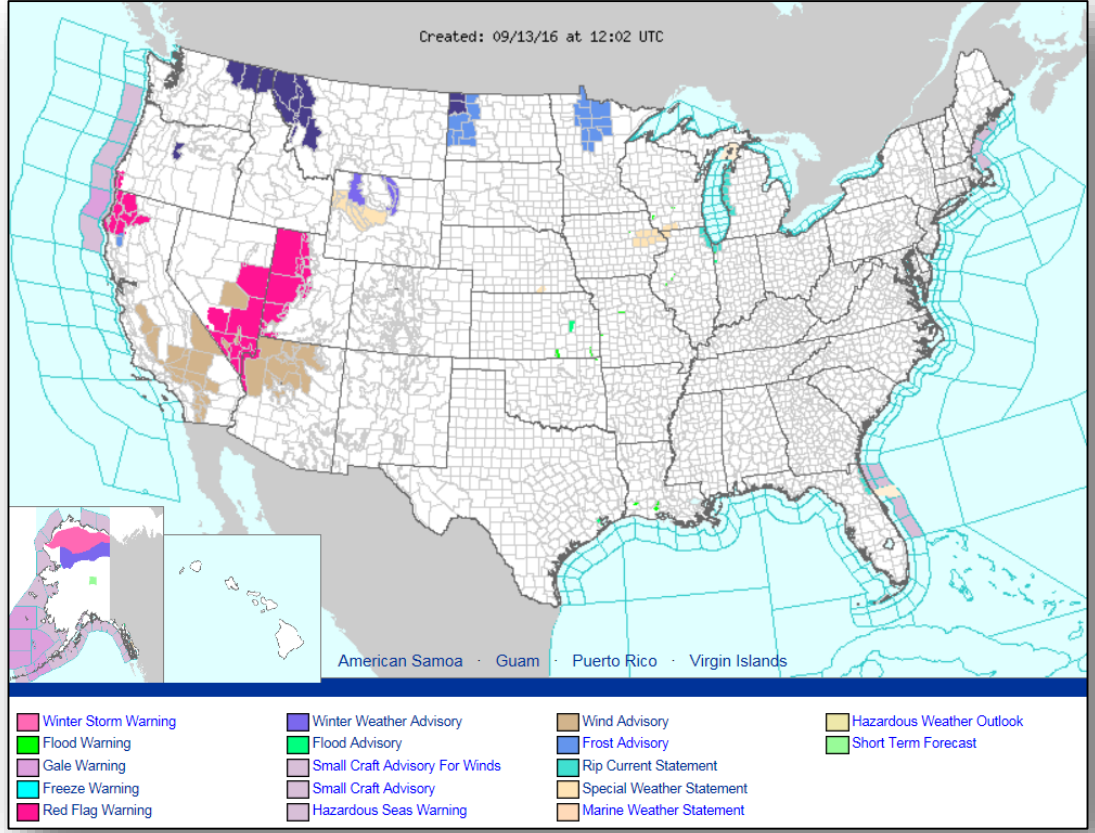 Created: 09/13/16 at 12:02 UTC
American Samoa · Guam · Puerto Rico · Virgin Islands
Winter Storm Warning
Flood Warning
Gale Warning
Freeze Warning
Red Flag Warning
Winter Weather Advisory
Flood Advisory
Small Craft Advisory For Winds
Small Craft Advisory
Hazardous Seas Warning
Wind Advisory
Frost Advisory
Rip Current Statement
Special Weather Statement
Marine Weather Statement
Hazardous Weather Outlook
Short Term Forecast